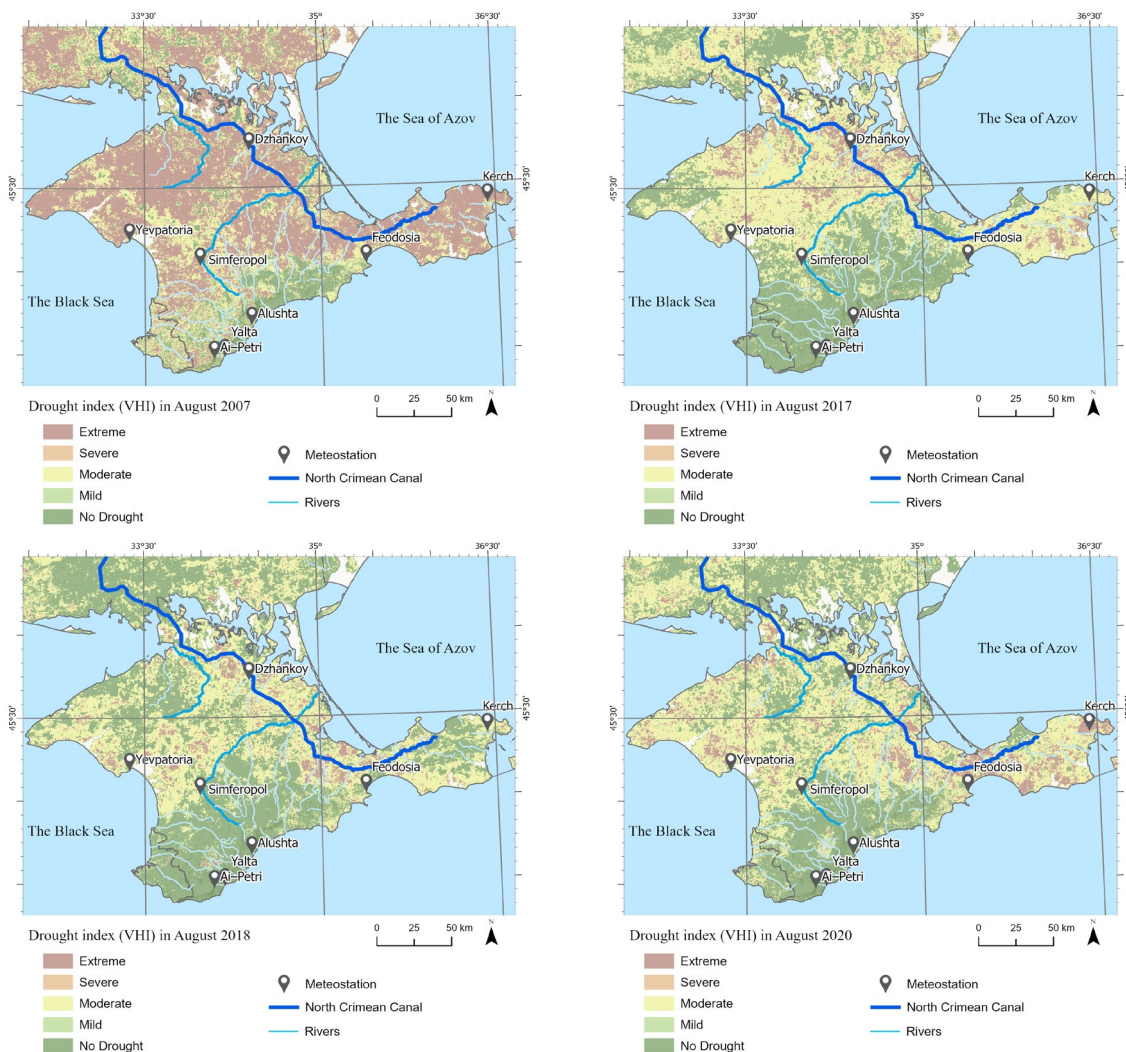 33°30'
35°
36°30'
45°30'
The Sea of Azov
Dzhankoy
Kerch
Yevpatoria
Feodosia
Simferopol
The Black Sea
Alushta
Yalta
Ai-Petri
Drought index (VHI) in August 2007
0 25 50 km
N
Extreme
Severe
Moderate
Mild
No Drought
Meteostation
North Crimean Canal
Rivers
33°30'
35°
36°30'
45°30'
The Sea of Azov
Dzhankoy
Kerch
Yevpatoria
Feodosia
Simferopol
The Black Sea
Alushta
Yalta
Ai-Petri
Drought index (VHI) in August 2017
0 25 50 km
N
Extreme
Severe
Moderate
Mild
No Drought
Meteostation
North Crimean Canal
Rivers
33°30'
35°
36°30'
45°30'
The Sea of Azov
Dzhankoy
Kerch
Yevpatoria
Feodosia
Simferopol
The Black Sea
Alushta
Yalta
Ai-Petri
Drought index (VHI) in August 2018
0 25 50 km
N
Extreme
Severe
Moderate
Mild
No Drought
Meteostation
North Crimean Canal
Rivers
33°30'
35°
36°30'
45°30'
The Sea of Azov
Dzhankoy
Kerch
Yevpatoria
Feodosia
Simferopol
The Black Sea
Alushta
Yalta
Ai-Petri
Drought index (VHI) in August 2020
0 25 50 km
N
Extreme
Severe
Moderate
Mild
No Drought
Meteostation
North Crimean Canal
Rivers